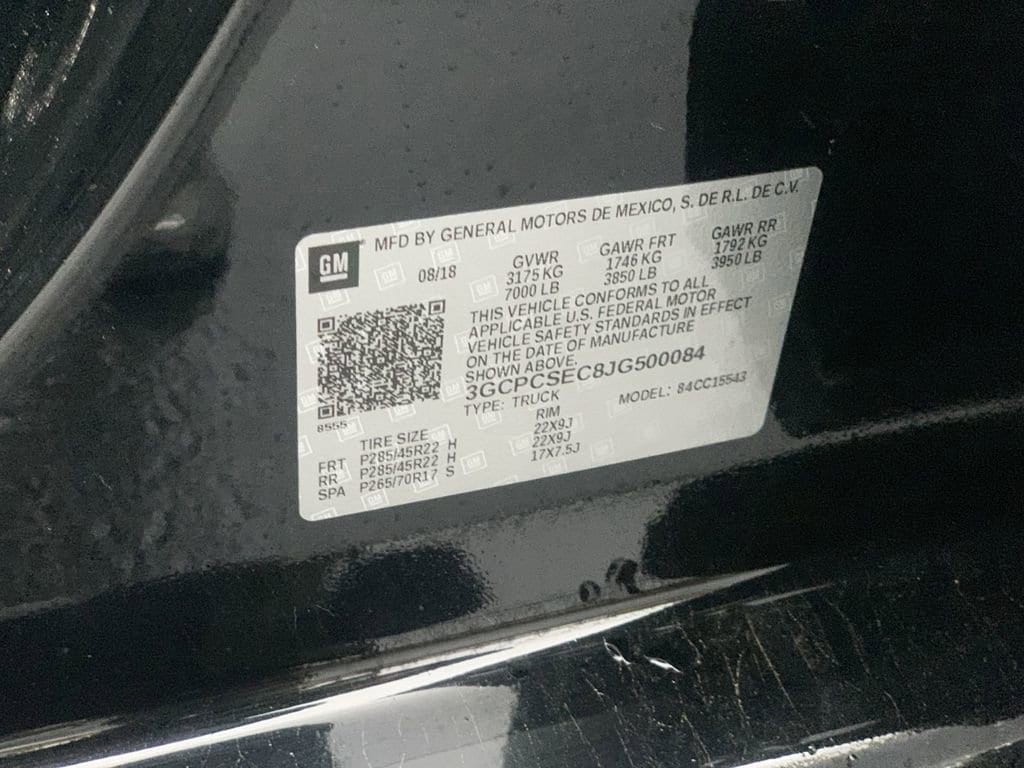 GM
MFD BY GENERAL MOTORS DE MEXICO, S. DE R.L. DE C.V.
08/18 GVWR GAWR FRT GAWR RR
3175 KG 1746 KG 1792 KG
7000 LB 3850 LB 3950 LB
THIS VEHICLE CONFORMS TO ALL
APPLICABLE U.S. FEDERAL MOTOR
VEHICLE SAFETY STANDARDS IN EFFECT
ON THE DATE OF MANUFACTURE
SHOWN ABOVE.
3GCPCSEC8JG500084
TYPE: TRUCK MODEL: 84CC15543
8555
TIRE SIZE RIM
FRT P285/45R22 H 22X9J
RR P285/45R22 H 22X9J
SPA P265/70R17 S 17X7.5J